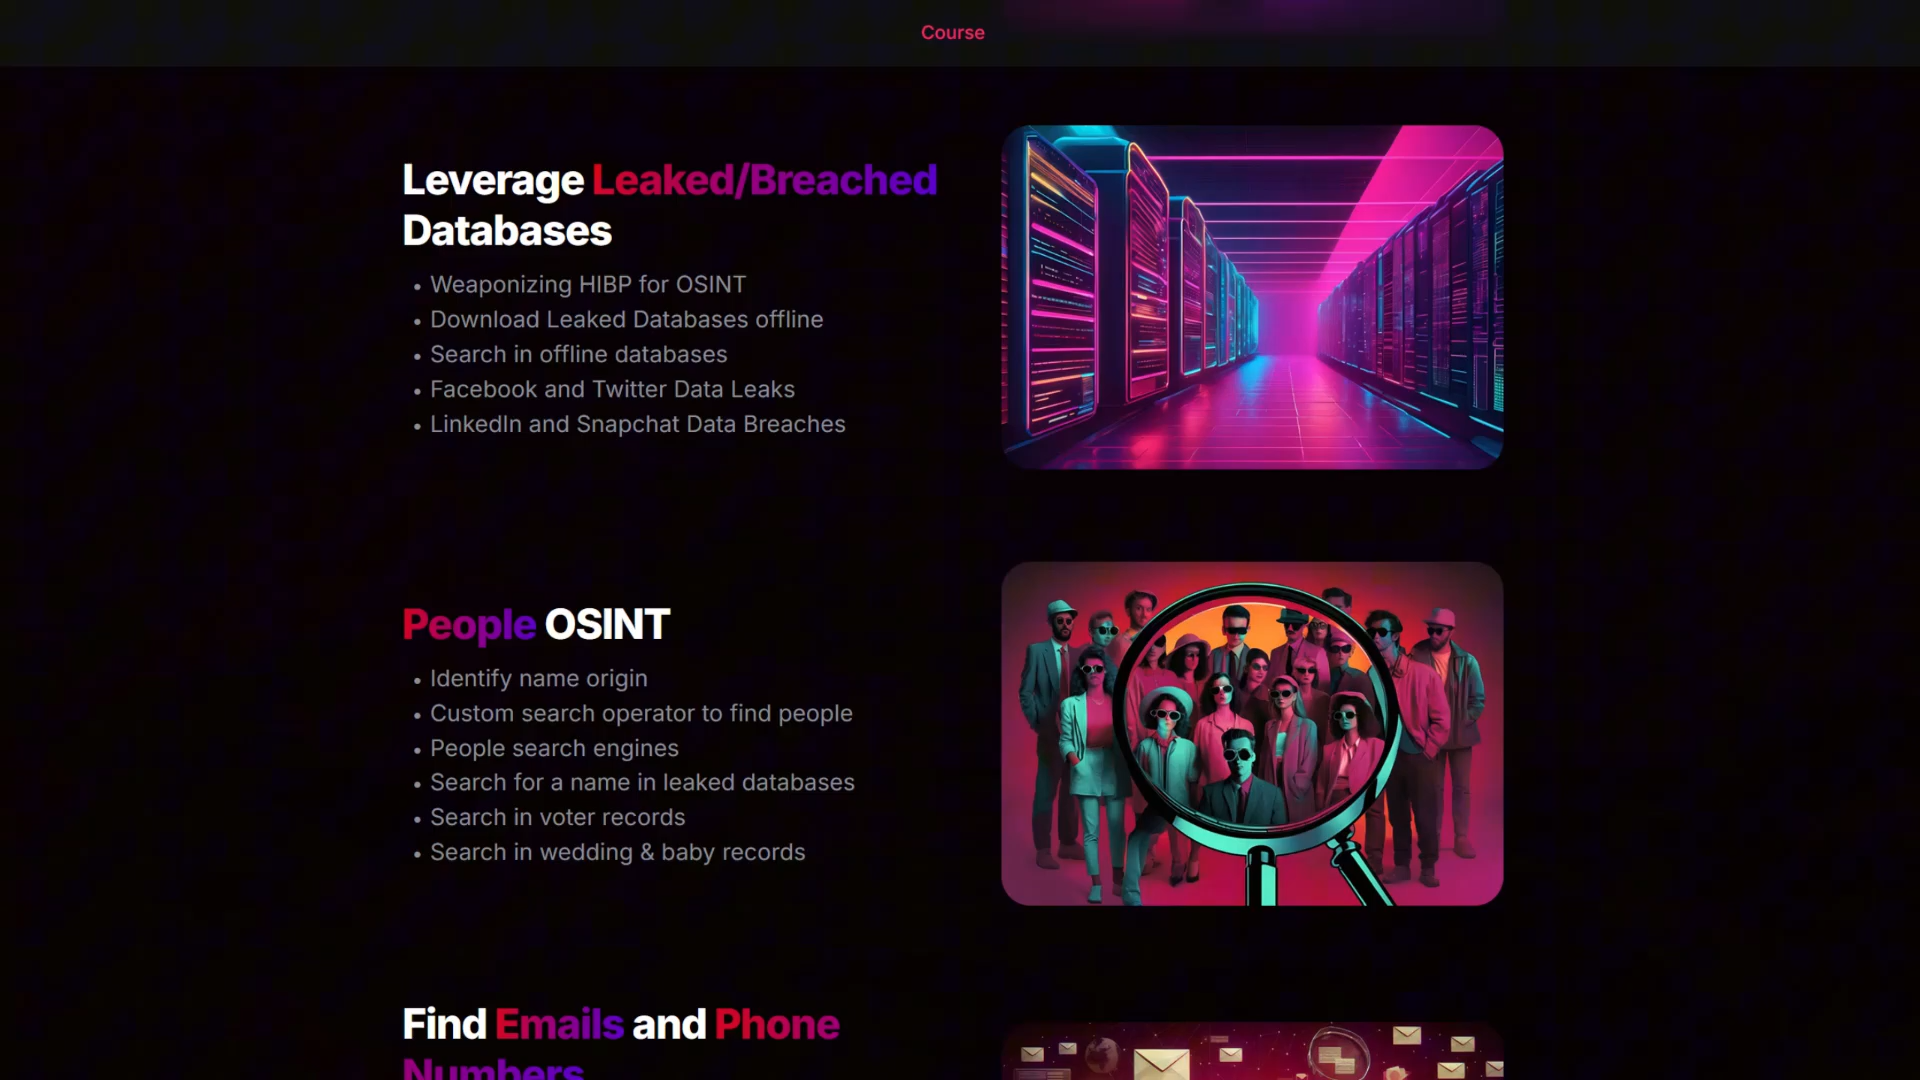 Course
Leverage Leaked/Breached
Databases
• Weaponizing HIBP for OSINT
• Download Leaked Databases offline
• Search in offline databases
• Facebook and Twitter Data Leaks
• LinkedIn and Snapchat Data Breaches
People OSINT
• Identify name origin
• Custom search operator to find people
• People search engines
• Search for a name in leaked databases
• Search in voter records
• Search in wedding & baby records
Find Emails and Phone
Numbers